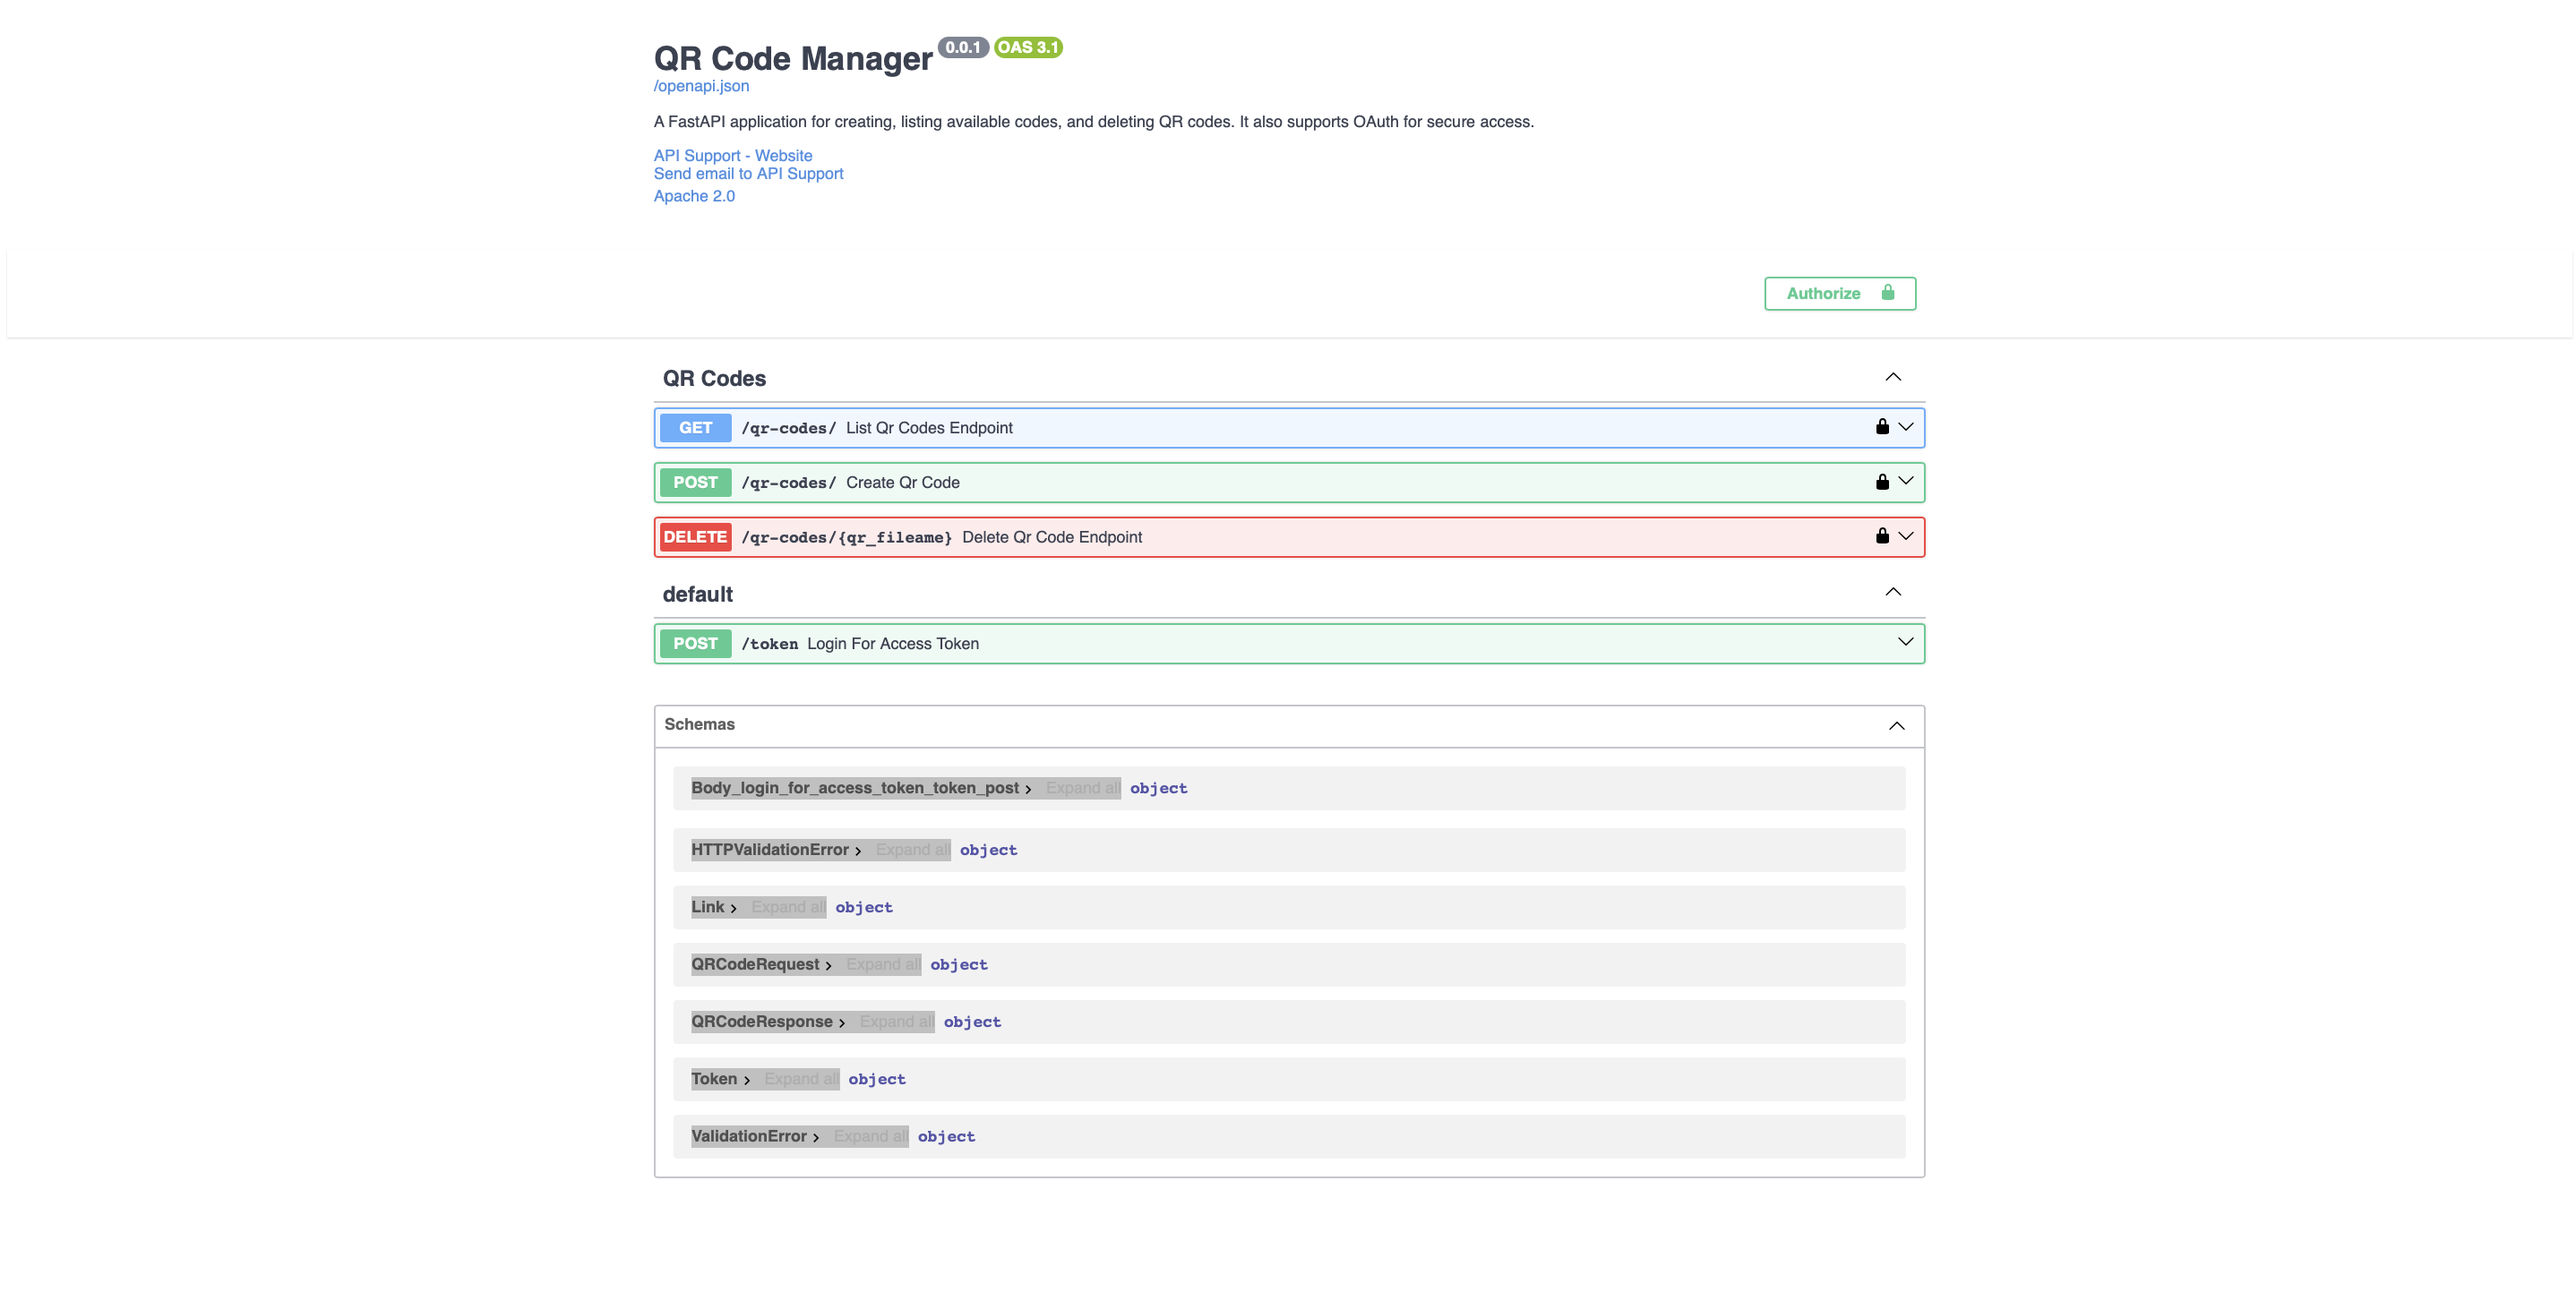 QR Code Manager 0.0.1 OAS 3.1
/openapi.json
A FastAPI application for creating, listing available codes, and deleting QR codes. It also supports OAuth for secure access.
API Support - Website
Send email to API Support
Apache 2.0
Authorize
QR Codes
GET /qr-codes/ List Qr Codes Endpoint
POST /qr-codes/ Create Qr Code
DELETE /qr-codes/{qr_fileame} Delete Qr Code Endpoint
default
POST /token Login For Access Token
Schemas
Body_login_for_access_token_token_post Expand all object
HTTPValidationError Expand all object
Link Expand all object
QRCodeRequest Expand all object
QRCodeResponse Expand all object
Token Expand all object
ValidationError Expand all object